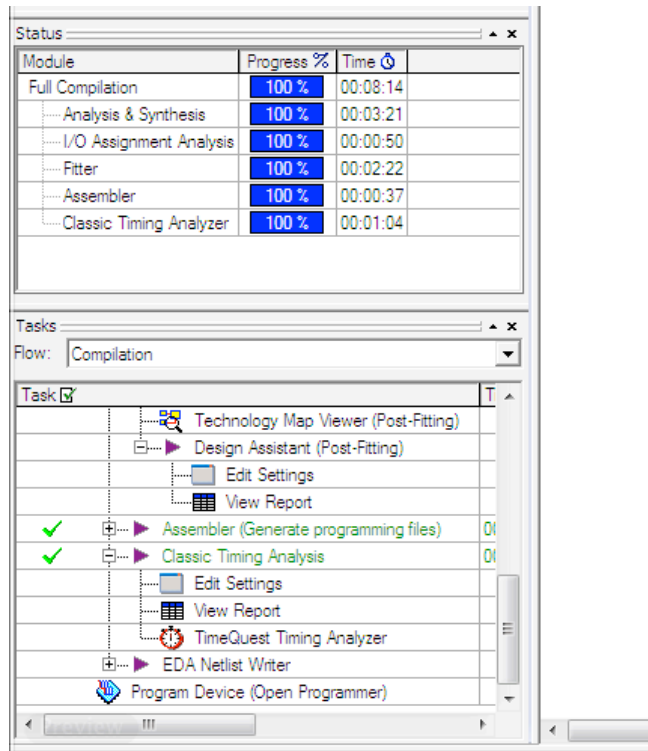 Status
Module Progress % Time
Full Compilation 100 % 00:08:14
Analysis & Synthesis 100 % 00:03:21
I/O Assignment Analysis 100 % 00:00:50
Fitter 100 % 00:02:22
Assembler 100 % 00:00:37
Classic Timing Analyzer 100 % 00:01:04
Tasks
Flow: Compilation
Task T
Technology Map Viewer (Post-Fitting)
Design Assistant (Post-Fitting)
Edit Settings
View Report
Assembler (Generate programming files) 00
Classic Timing Analysis 00
Edit Settings
View Report
TimeQuest Timing Analyzer
EDA Netlist Writer
Program Device (Open Programmer)
Preview